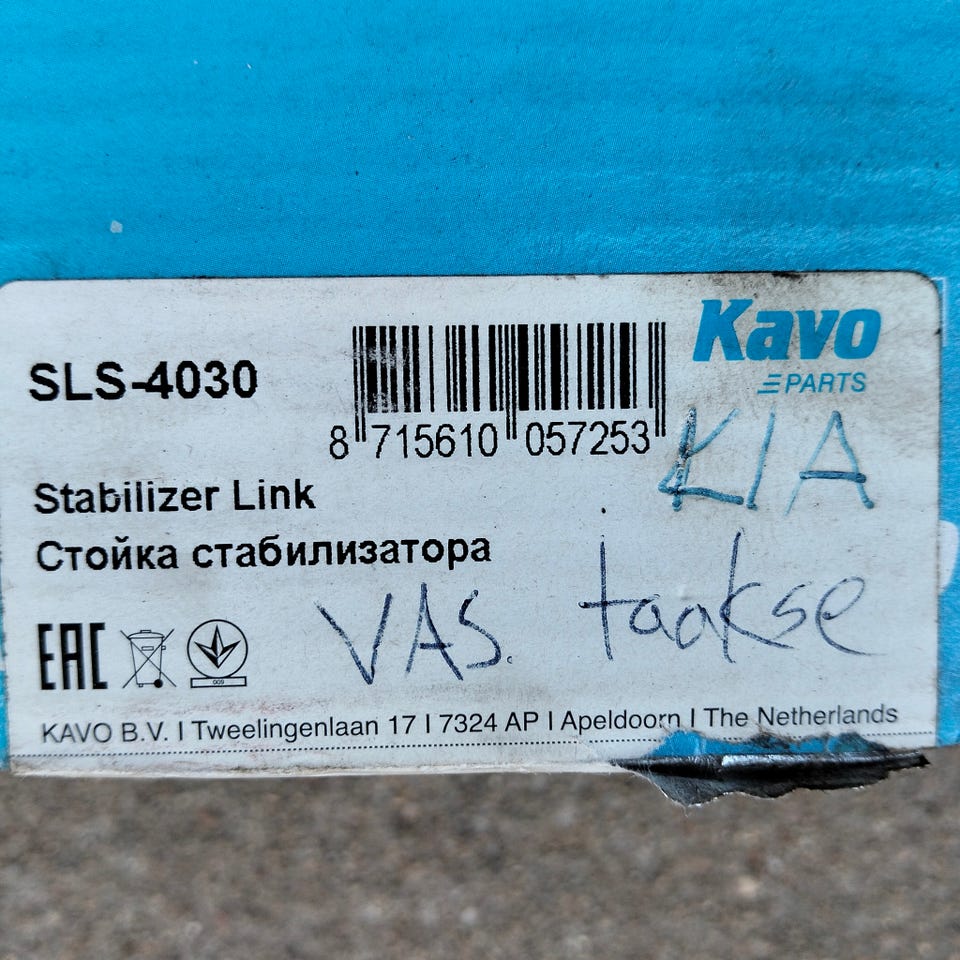 Kavo
PARTS
SLS-4030
8 715610 057253
KIA
Stabilizer Link
Стойка стабилизатора
VAS. taakse
EAC
009
KAVO B.V. I Tweelingenlaan 17 I 7324 AP I Apeldoorn I The Netherlands